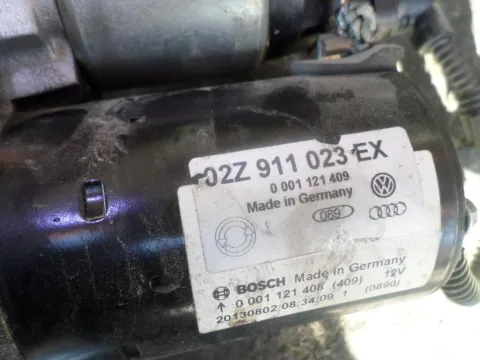 02Z 911 023 EX
0 001 121 409
Made in Germany
089
BOSCH Made in Germany
0 001 121 408 (409) 12V
20130802 08:34:09 1 (0890)